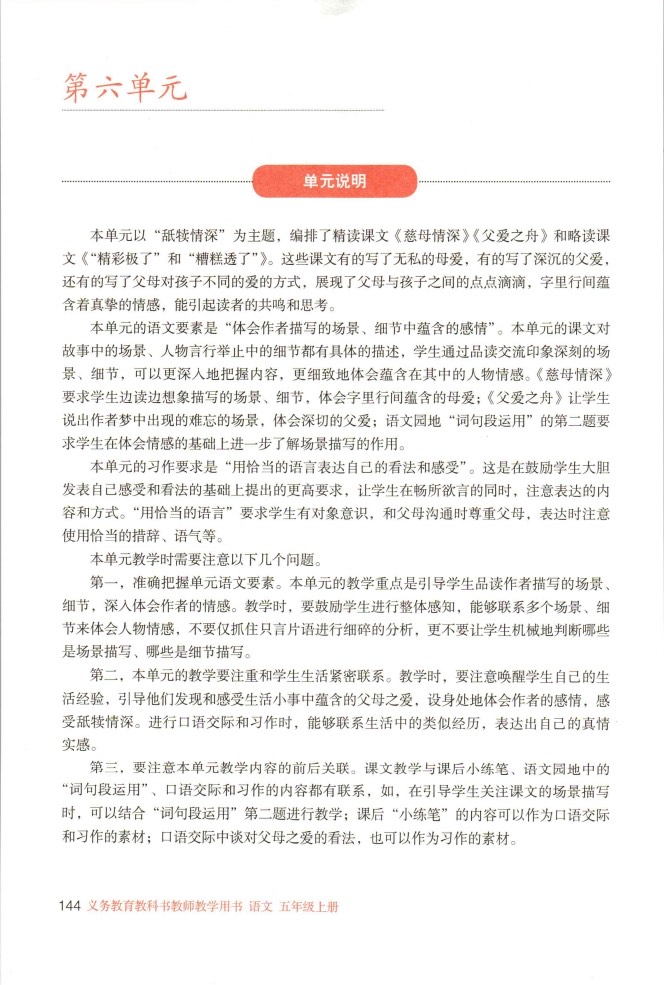 第六单元
单元说明
本单元以“舐犊情深”为主题，编排了精读课文《慈母情深》《父爱之舟》和略读课
文《“精彩极了”和“糟糕透了”》。这些课文有的写了无私的母爱，有的写了深沉的父爱，
还有的写了父母对孩子不同的爱的方式，展现了父母与孩子之间的点点滴滴，字里行间蕴
含着真挚的情感，能引起读者的共鸣和思考。
本单元的语文要素是“体会作者描写的场景、细节中蕴含的感情”。本单元的课文对
故事中的场景、人物言行举止中的细节都有具体的描述，学生通过品读交流印象深刻的场
景、细节，可以更深入地把握内容，更细致地体会蕴含在其中的人物情感。《慈母情深》
要求学生边读边想象描写的场景、细节，体会字里行间蕴含的母爱；《父爱之舟》让学生
说出作者梦中出现的难忘的场景，体会深切的父爱；语文园地“词句段运用”的第二题要
求学生在体会情感的基础上进一步了解场景描写的作用。
本单元的习作要求是“用恰当的语言表达自己的看法和感受”。这是在鼓励学生大胆
发表自己感受和看法的基础上提出的更高要求，让学生在畅所欲言的同时，注意表达的内
容和方式。“用恰当的语言”要求学生有对象意识，和父母沟通时尊重父母，表达时注意
使用恰当的措辞、语气等。
本单元教学时需要注意以下几个问题。
第一，准确把握单元语文要素。本单元的教学重点是引导学生品读作者描写的场景、
细节，深入体会作者的情感。教学时，要鼓励学生进行整体感知，能够联系多个场景、细
节来体会人物情感，不要仅抓住只言片语进行细碎的分析，更不要让学生机械地判断哪些
是场景描写、哪些是细节描写。
第二，本单元的教学要注重和学生生活紧密联系。教学时，要注意唤醒学生自己的生
活经验，引导他们发现和感受生活小事中蕴含的父母之爱，设身处地体会作者的感情，感
受舐犊情深。进行口语交际和习作时，能够联系生活中的类似经历，表达出自己的真情
实感。
第三，要注意本单元教学内容的前后关联。课文教学与课后小练笔、语文园地中的
“词句段运用”、口语交际和习作的内容都有联系，如，在引导学生关注课文的场景描写
时，可以结合“词句段运用”第二题进行教学；课后“小练笔”的内容可以作为口语交际
和习作的素材；口语交际中谈对父母之爱的看法，也可以作为习作的素材。
144 义务教育教科书教师教学用书 语文 五年级上册